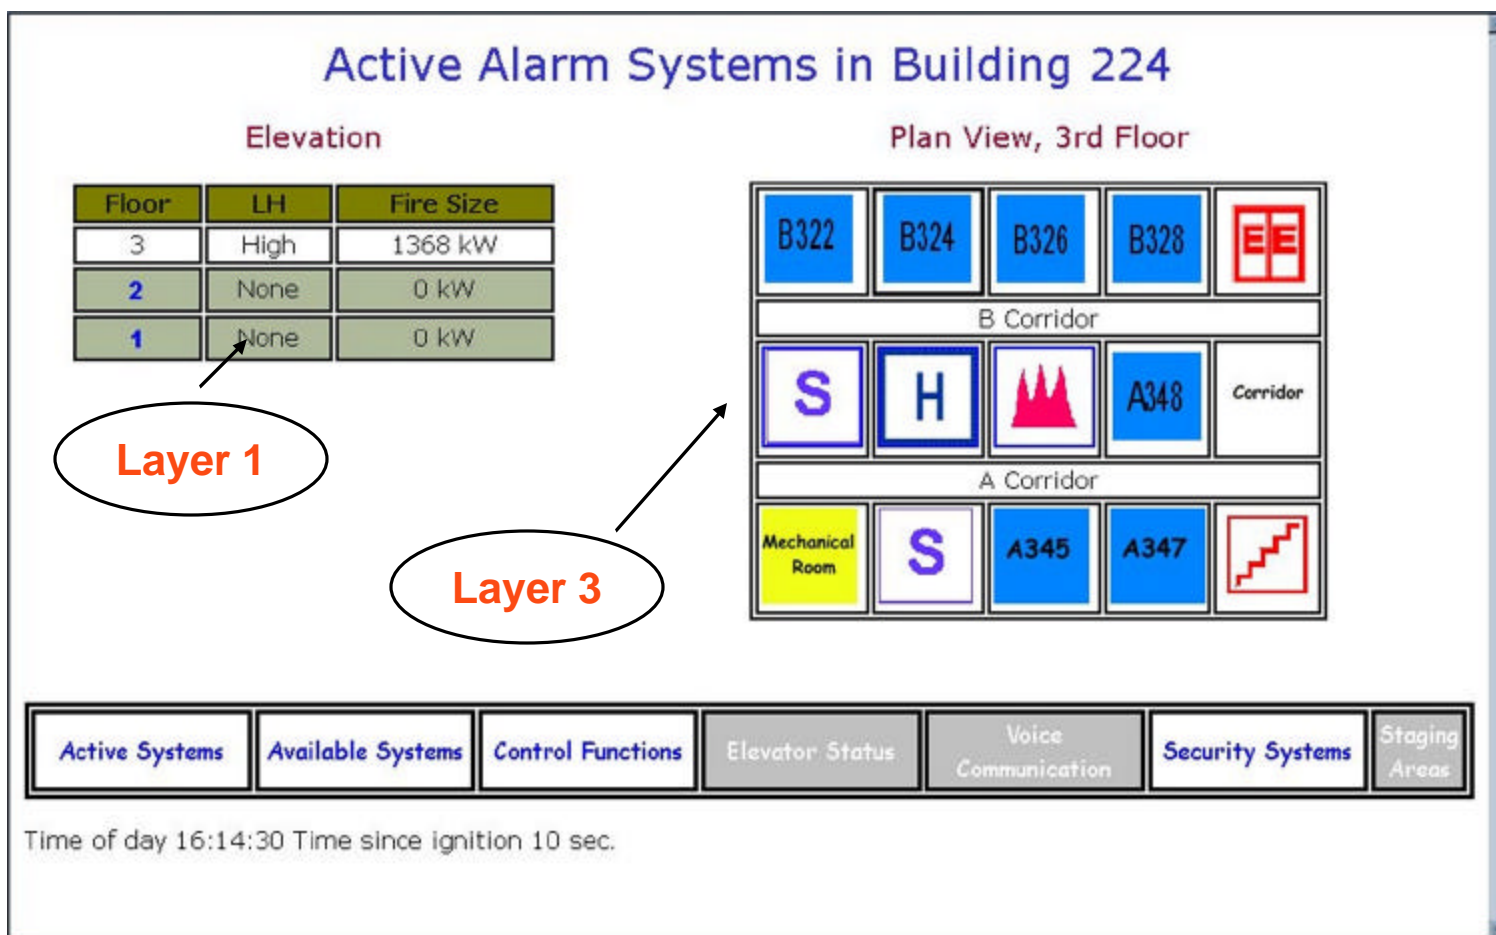 Active Alarm Systems in Building 224
Elevation
Plan View, 3rd Floor
Floor LH Fire Size
3 High 1368 kW
2 None 0 kW
1 None 0 kW
Layer 1
Layer 3
B322 B324 B326 B328 EE
B Corridor
S H A348 Corridor
A Corridor
Mechanical
Room
S A345 A347
Active Systems Available Systems Control Functions Elevator Status Voice
Communication Security Systems Staging
Areas
Time of day 16:14:30 Time since ignition 10 sec.